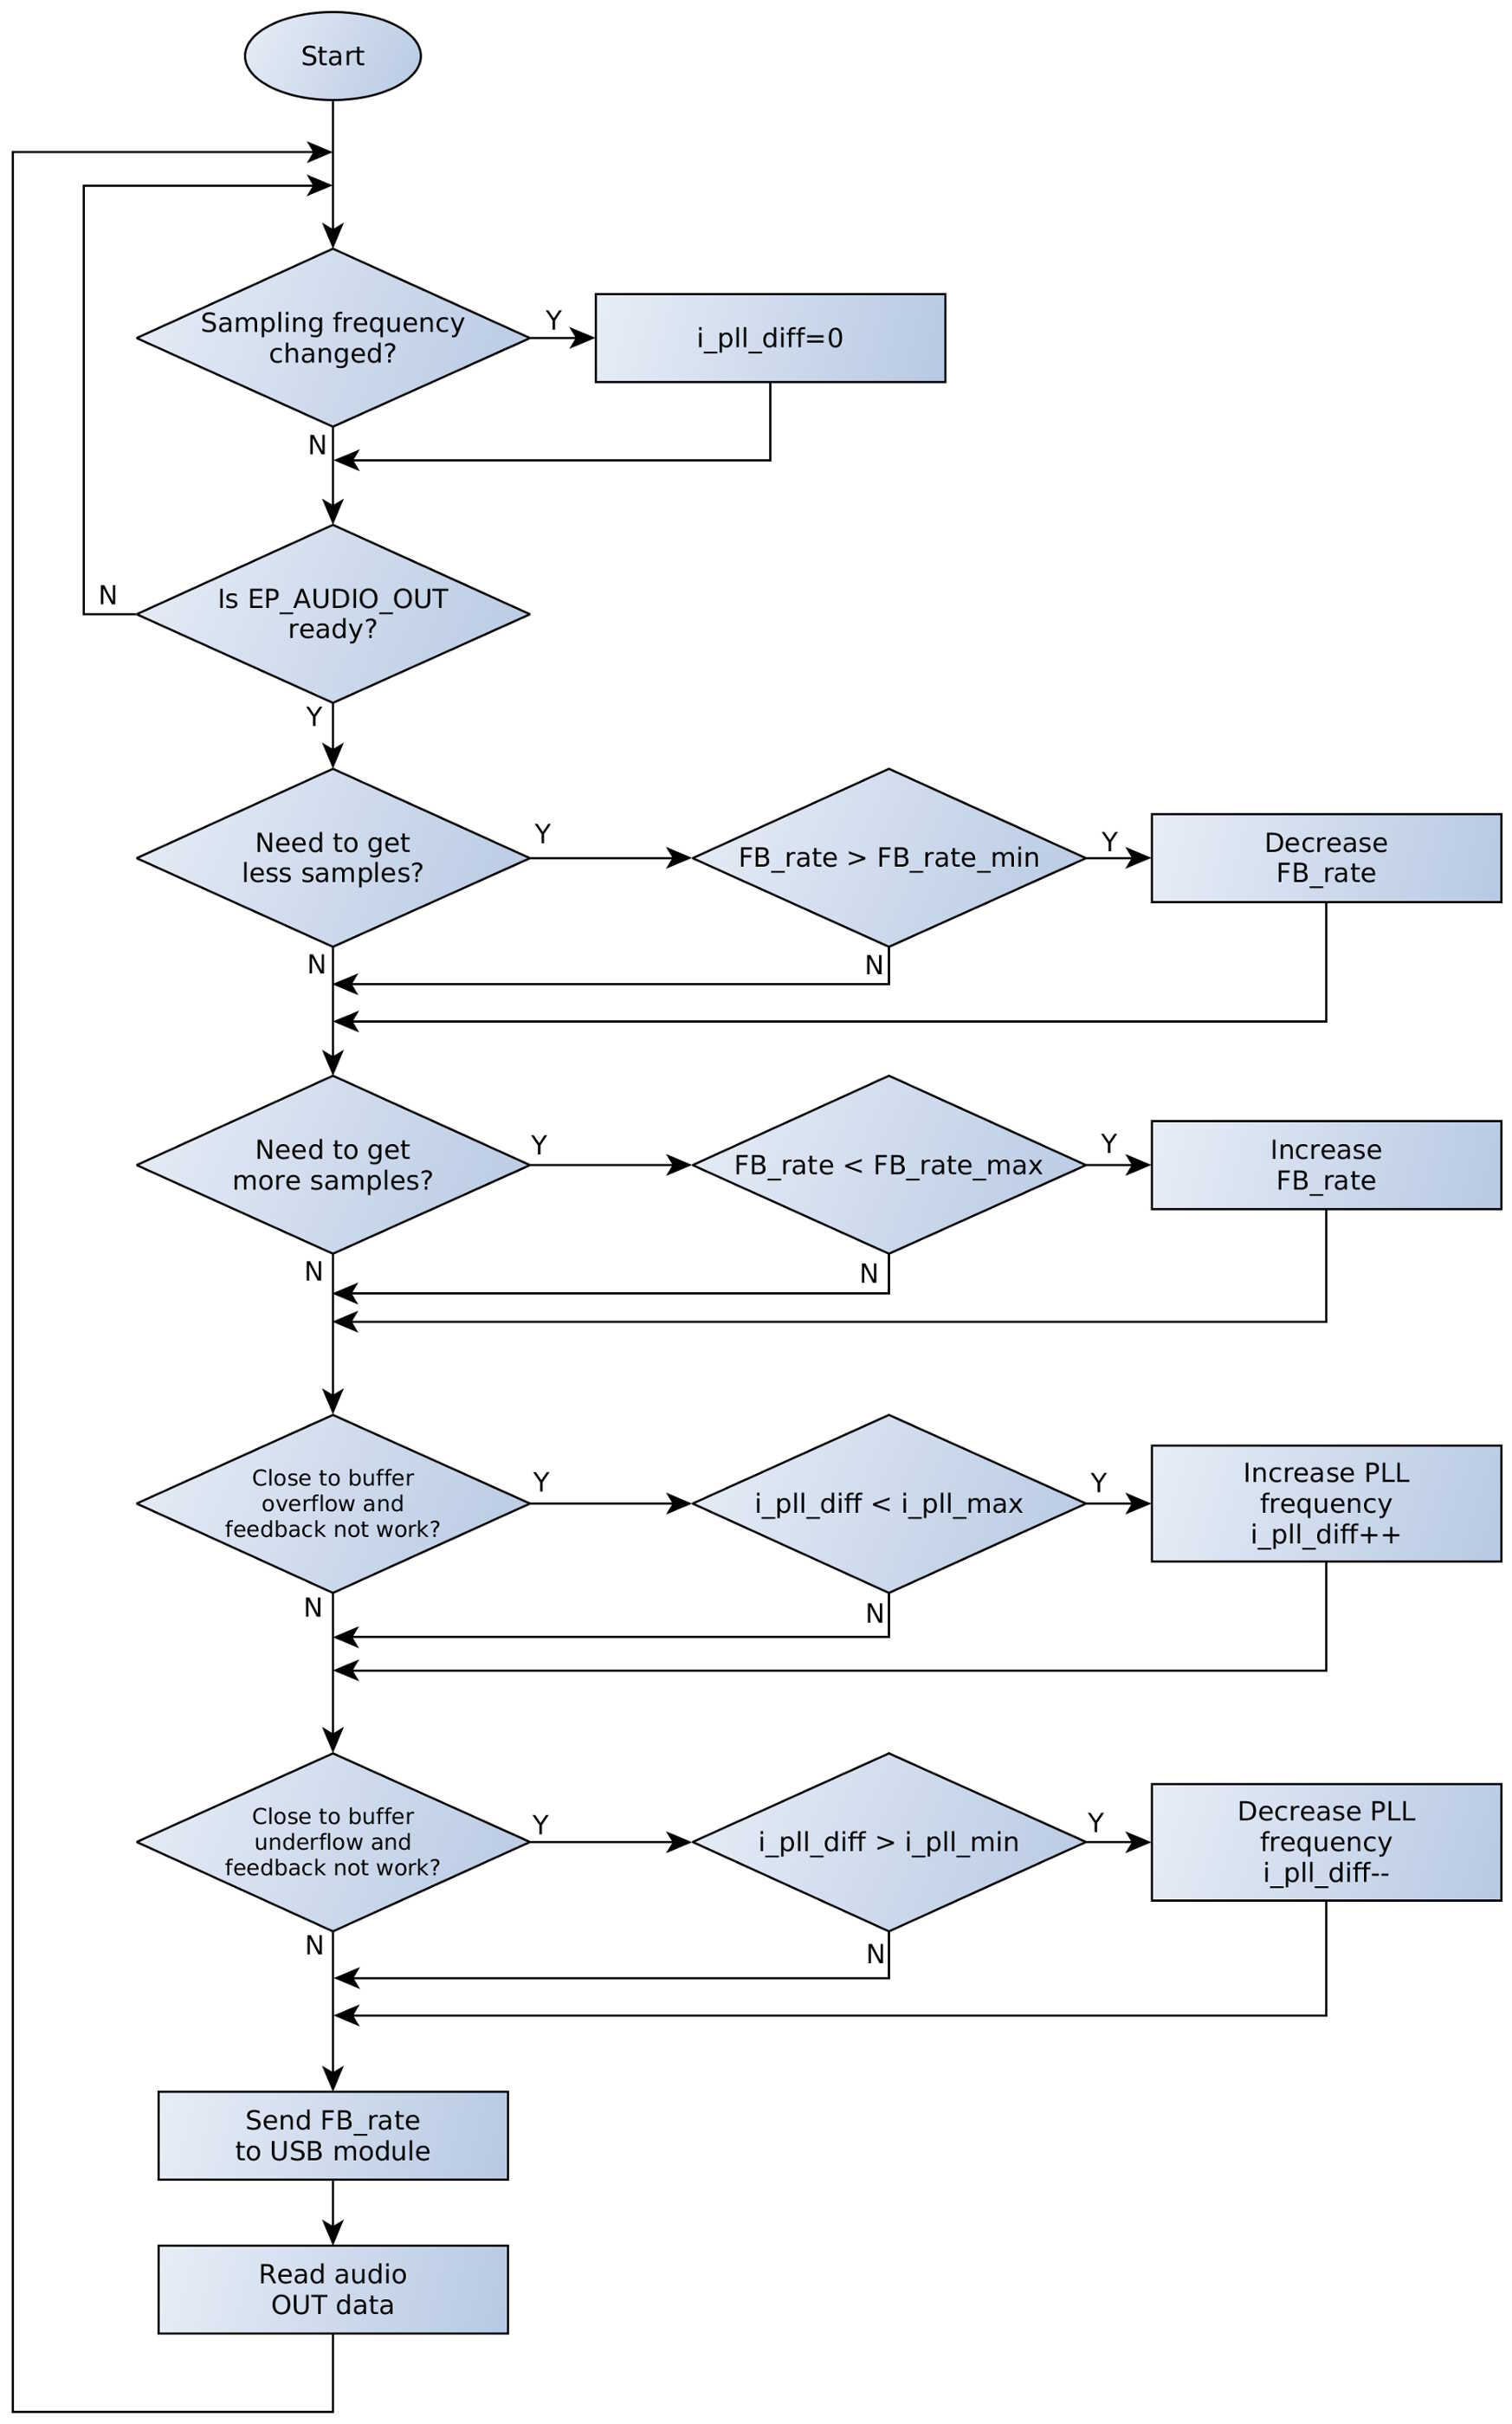 Start
Sampling frequency
changed?
Y
i_pll_diff=0
N
Is EP_AUDIO_OUT
ready?
N
Y
Need to get
less samples?
Y
FB_rate > FB_rate_min
Y
Decrease
FB_rate
N
N
Need to get
more samples?
Y
FB_rate < FB_rate_max
Y
Increase
FB_rate
N
N
Close to buffer
overflow and
feedback not work?
Y
i_pll_diff < i_pll_max
Y
Increase PLL
frequency
i_pll_diff++
N
N
Close to buffer
underflow and
feedback not work?
Y
i_pll_diff > i_pll_min
Y
Decrease PLL
frequency
i_pll_diff--
N
N
Send FB_rate
to USB module
Read audio
OUT data